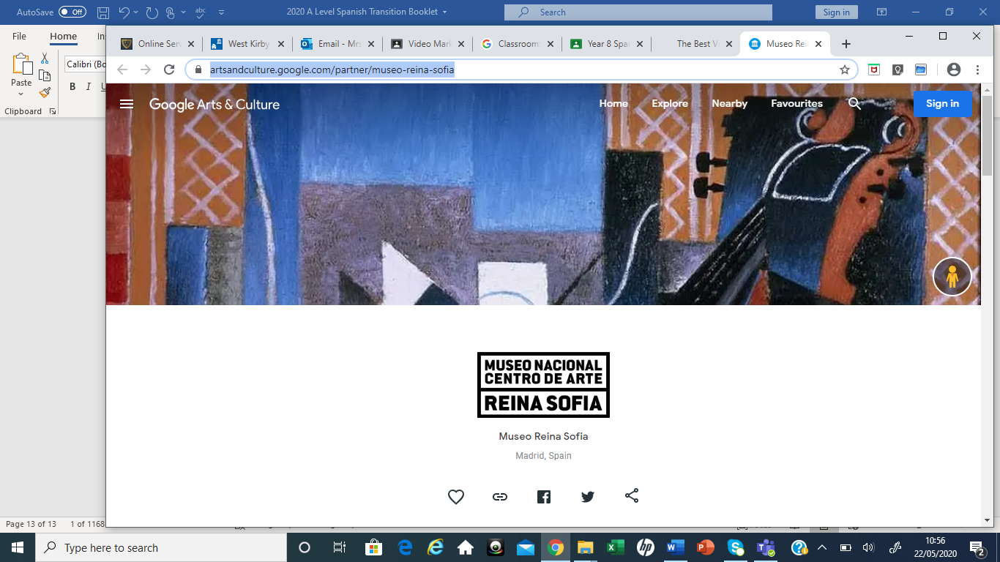 AutoSave Off
2020 A Level Spanish Transition Booklet
Search
Sign in
File Home In
Online Ser
West Kirby
Email - Mrs
Video Mar
Classroom
Year 8 Spa
The Best V
Museo Rei
artsandculture.google.com/partner/museo-reina-sofia
Paste
Calibri (Bo
B I U
Clipboard
Google Arts & Culture
Home Explore Nearby Favourites
Sign in
MUSEO NACIONAL
CENTRO DE ARTE
REINA SOFIA
Museo Reina Sofia
Madrid, Spain
Page 13 of 13 1 of 1168
Type here to search
10:56
22/05/2020
2